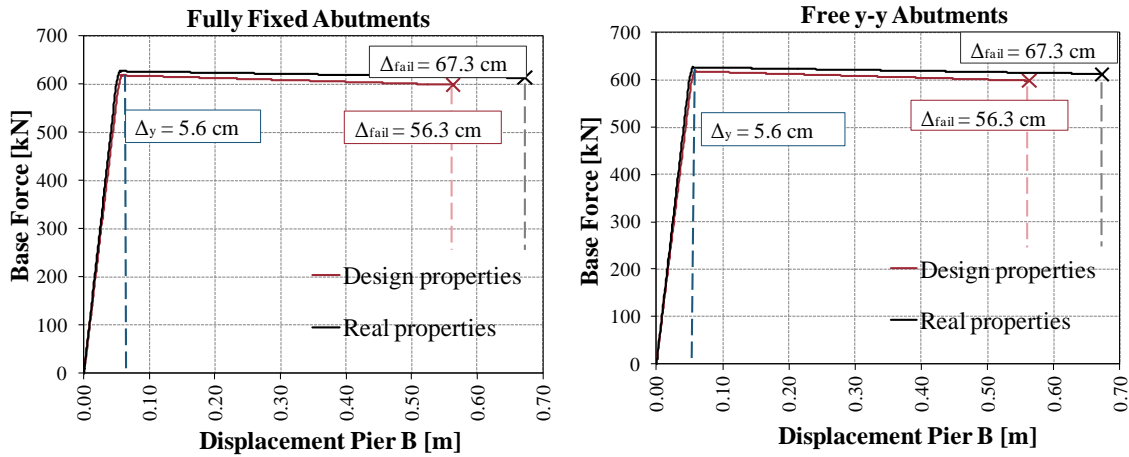 Fully Fixed Abutments
700
600
500
400
300
200
100
0
Base Force [kN]
Δfail = 67.3 cm
Δy = 5.6 cm
Δfail = 56.3 cm
Design properties
Real properties
0.00
0.10
0.20
0.30
0.40
0.50
0.60
0.70
Displacement Pier B [m]
Free y-y Abutments
700
600
500
400
300
200
100
0
Base Force [kN]
Δfail = 67.3 cm
Δy = 5.6 cm
Δfail = 56.3 cm
Design properties
Real properties
0.00
0.10
0.20
0.30
0.40
0.50
0.60
0.70
Displacement Pier B [m]